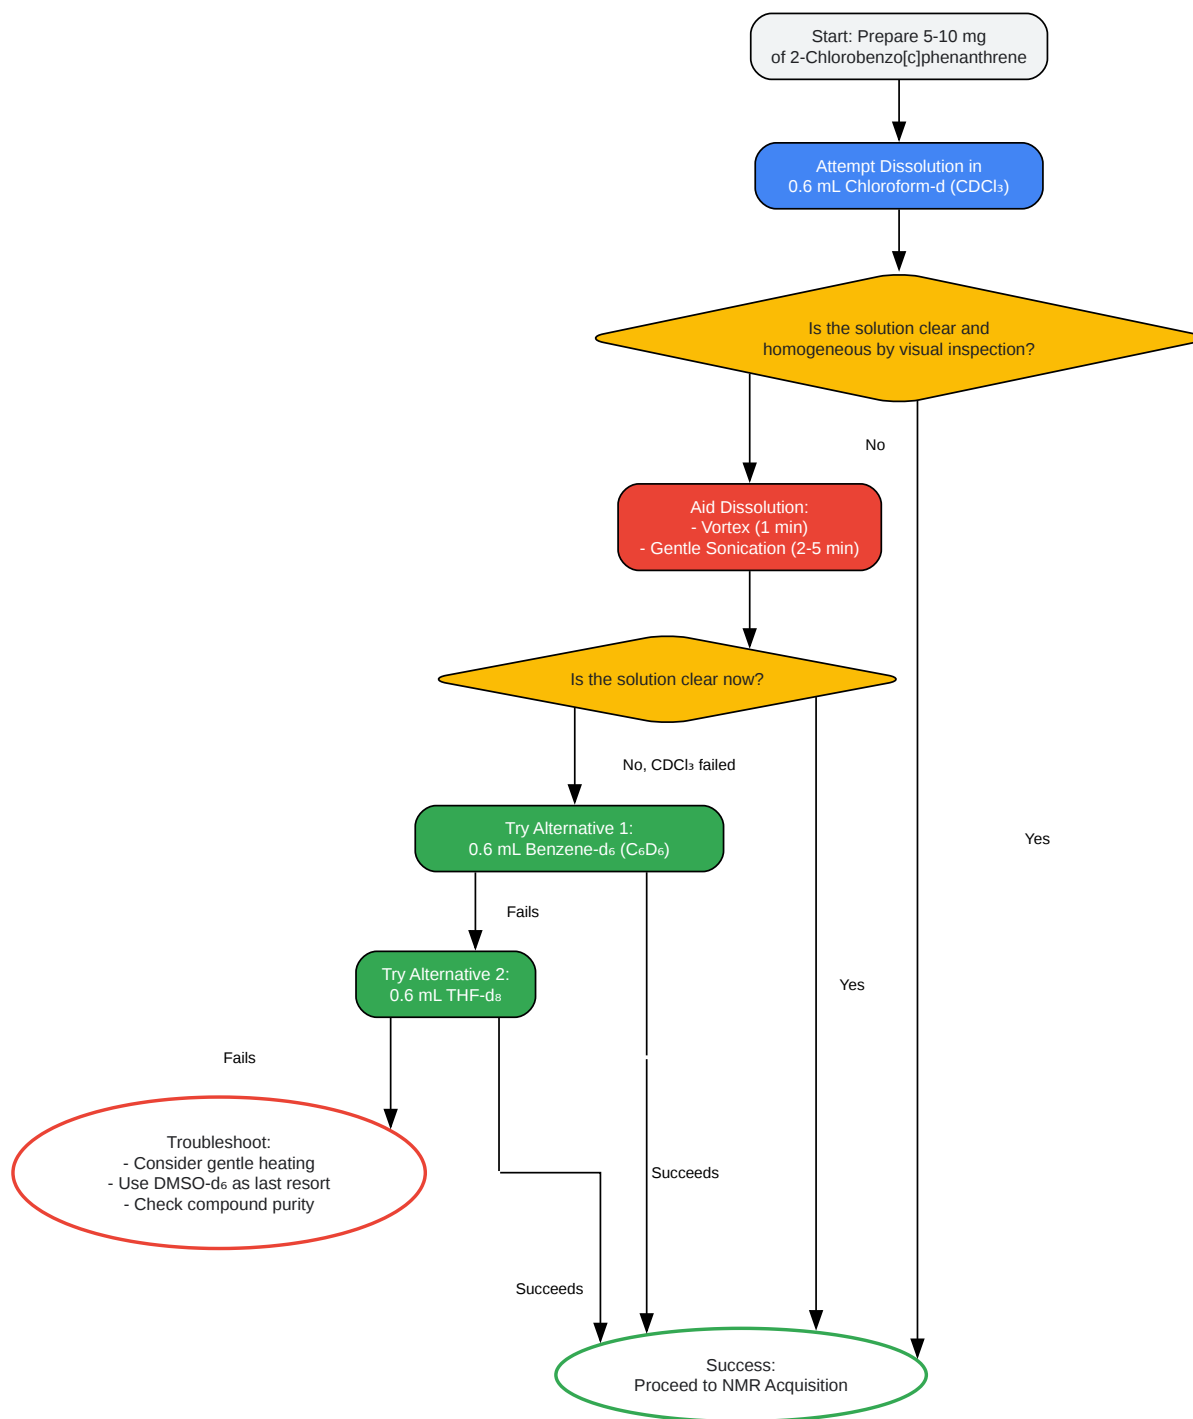 Start: Prepare 5-10 mg
of 2-Chlorobenzo[c]phenanthrene
Attempt Dissolution in
0.6 mL Chloroform-d (CDCl₃)
Is the solution clear and
homogeneous by visual inspection?
No
Aid Dissolution:
- Vortex (1 min)
- Gentle Sonication (2-5 min)
Is the solution clear now?
No, CDCl₃ failed
Try Alternative 1:
0.6 mL Benzene-d₆ (C₆D₆)
Yes
Fails
Try Alternative 2:
0.6 mL THF-d₈
Yes
Fails
Troubleshoot:
- Consider gentle heating
- Use DMSO-d₆ as last resort
- Check compound purity
Succeeds
Succeeds
Success:
Proceed to NMR Acquisition